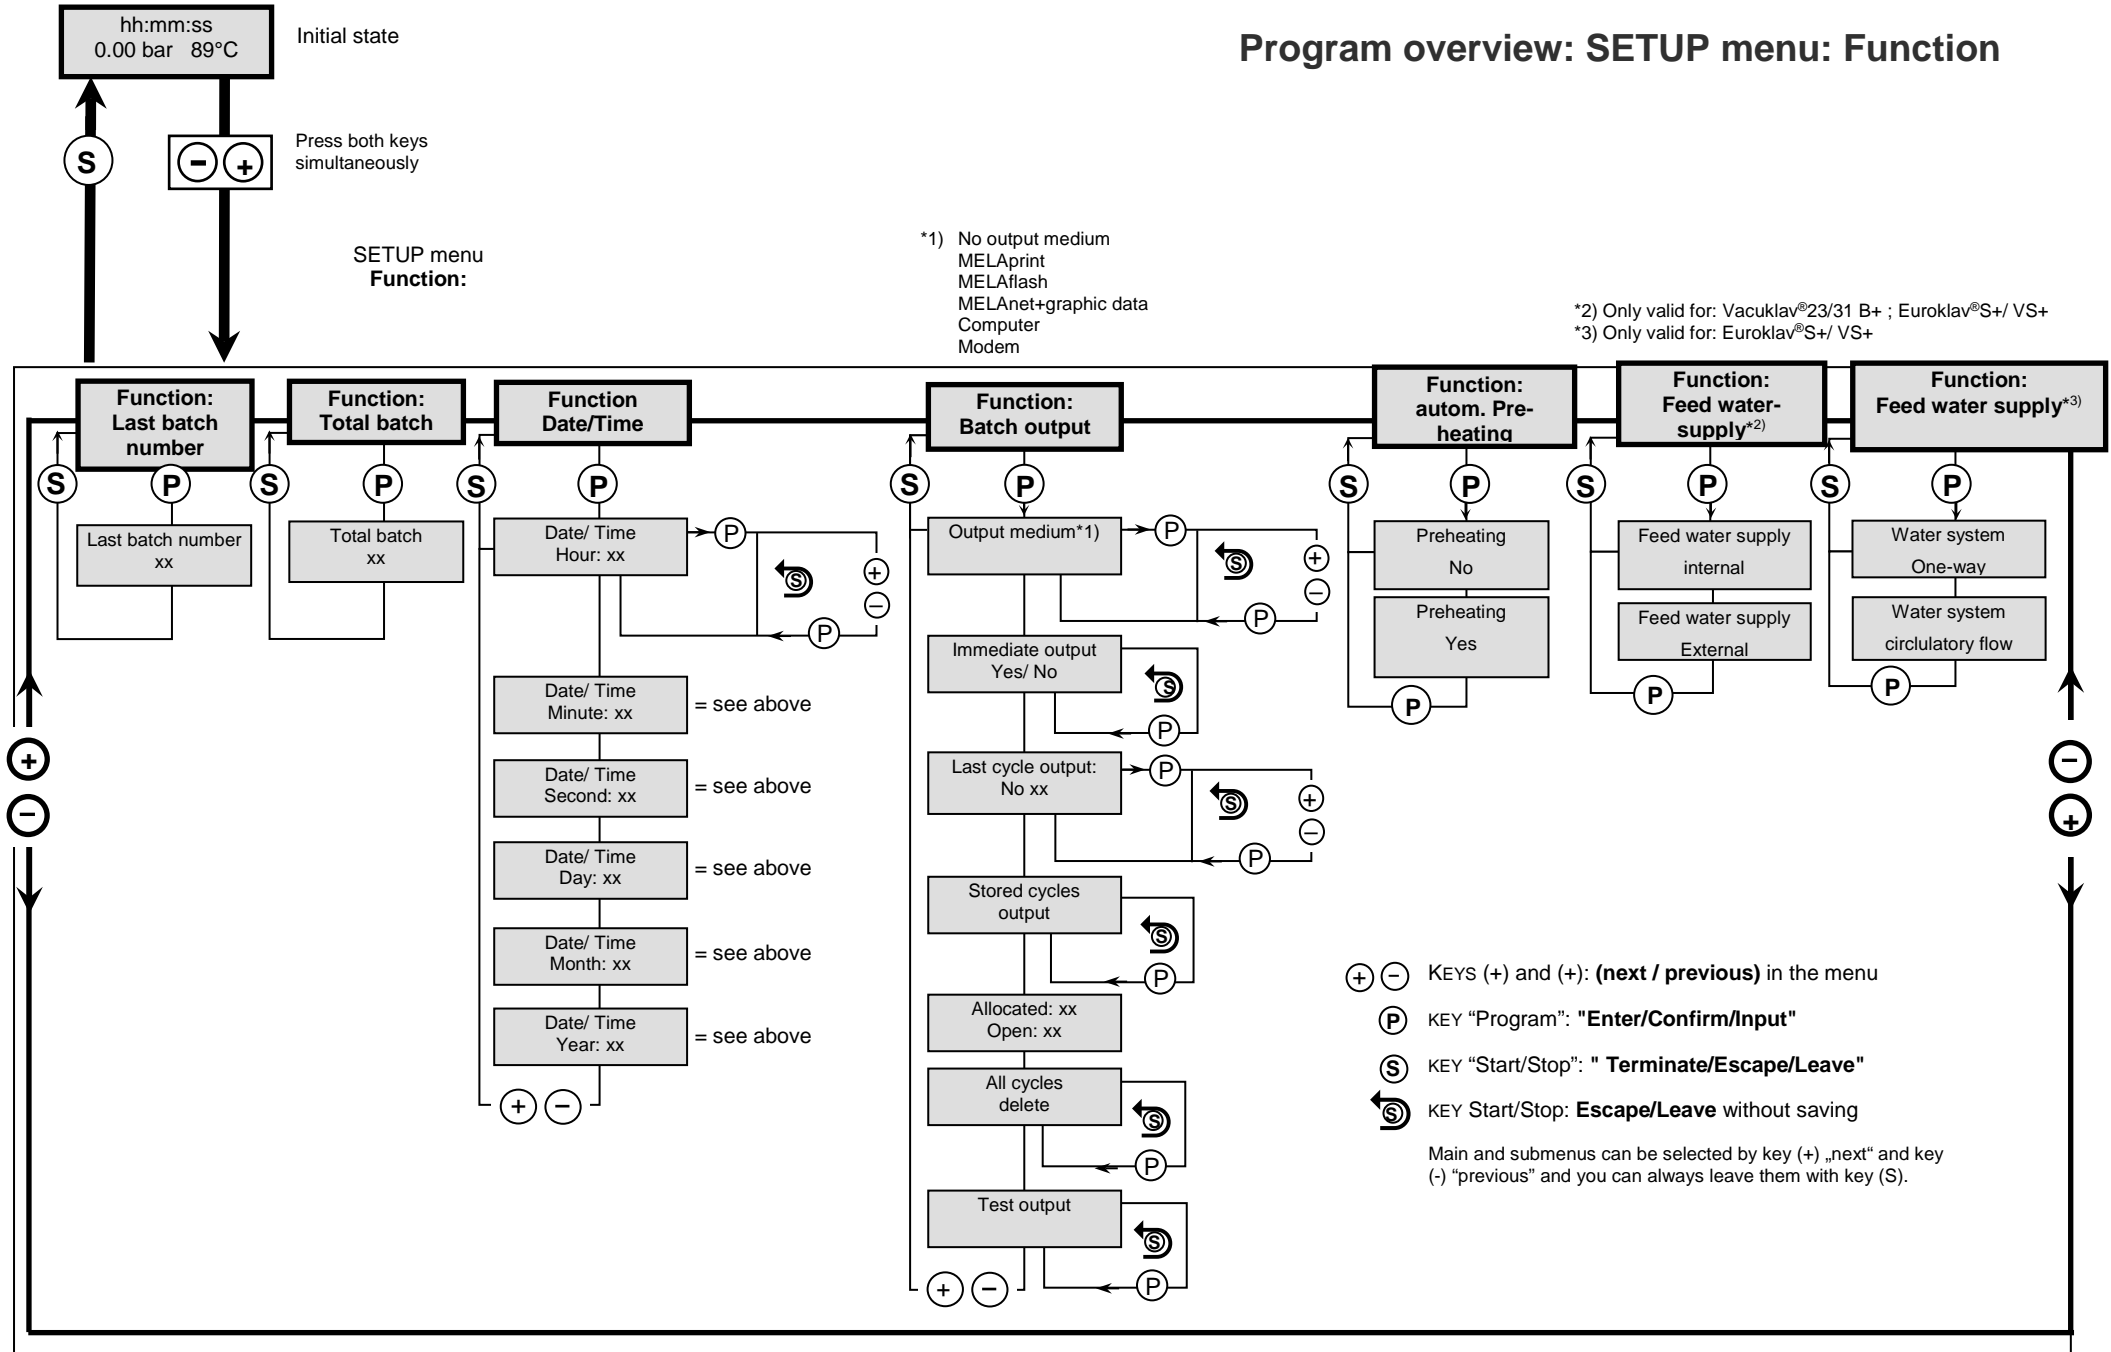 hh:mm:ss
0.00 bar 89°C
Initial state
Program overview: SETUP menu: Function
S
- +
Press both keys
simultaneously
SETUP menu
Function:
*1) No output medium
MELAprint
MELAflash
MELAnet+graphic data
Computer
Modem
*2) Only valid for: Vacuklav®23/31 B+ ; Euroklav®S+/ VS+
*3) Only valid for: Euroklav®S+/ VS+
Function:
Last batch
number
S
P
Last batch number
xx
Function:
Total batch
S
P
Total batch
xx
Function
Date/Time
S
P
Date/ Time
Hour: xx
P
S
+
−
P
Date/ Time
Minute: xx
= see above
Date/ Time
Second: xx
= see above
Date/ Time
Day: xx
= see above
Date/ Time
Month: xx
= see above
Date/ Time
Year: xx
= see above
+ −
Function:
Batch output
S
P
Output medium*1)
P
S
+
−
P
Immediate output
Yes/ No
S
P
Last cycle output:
No xx
P
S
+
−
P
Stored cycles
output
S
P
Allocated: xx
Open: xx
All cycles
delete
S
P
Test output
S
P
+ −
Function:
autom. Pre-
heating
S
P
Preheating
No
Preheating
Yes
P
Function:
Feed water-
supply*2)
S
P
Feed water supply
internal
Feed water supply
External
P
Function:
Feed water supply*3)
S
P
Water system
One-way
Water system
circlulatory flow
P
+
−
−
+
+ − KEYS (+) and (+): (next / previous) in the menu
P KEY “Program”: "Enter/Confirm/Input"
S KEY “Start/Stop”: " Terminate/Escape/Leave"
S KEY Start/Stop: Escape/Leave without saving
Main and submenus can be selected by key (+) „next“ and key
(-) “previous” and you can always leave them with key (S).